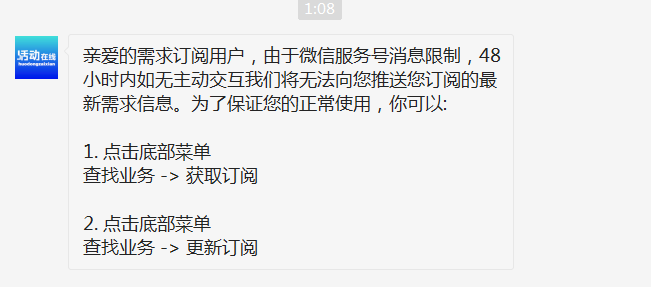 1:08
活动在线
huodongzaixian
亲爱的需求订阅用户，由于微信服务号消息限制，48
小时内如无主动交互我们将无法向您推送您订阅的最
新需求信息。为了保证您的正常使用，你可以:
1. 点击底部菜单
查找业务 -> 获取订阅
2. 点击底部菜单
查找业务 -> 更新订阅